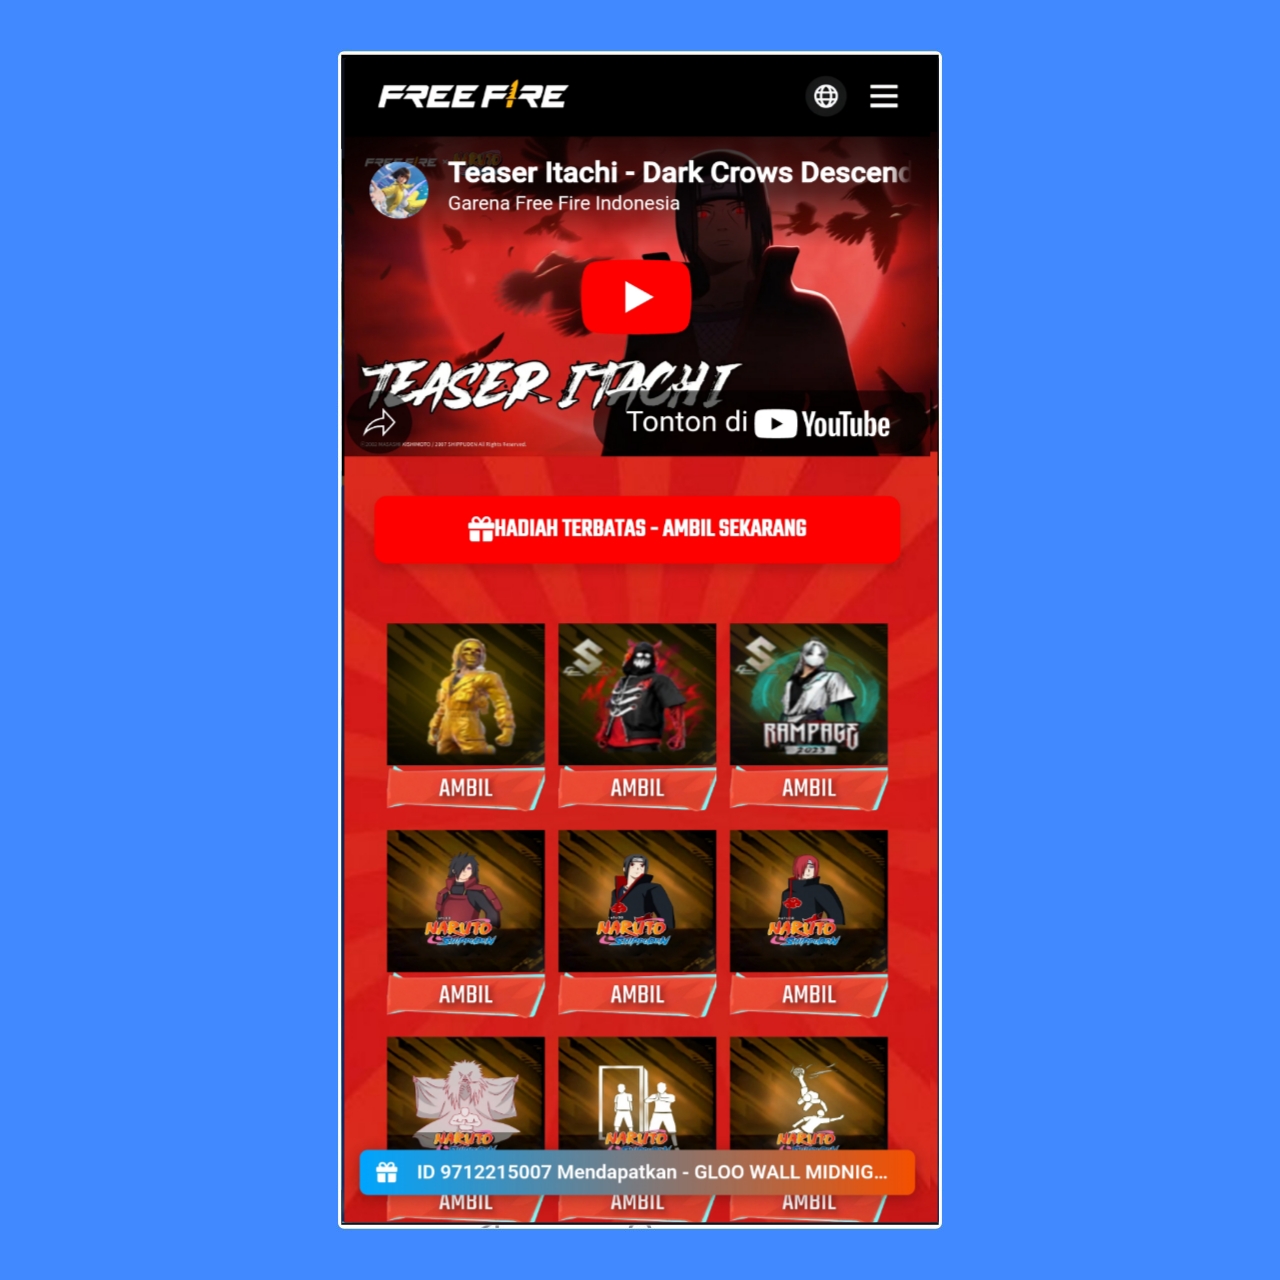 FREE FIRE
Teaser Itachi - Dark Crows Descend
Garena Free Fire Indonesia
TEASER ITACHI
Tonton di YouTube
HADIAH TERBATAS - AMBIL SEKARANG
S S
RAMPAGE
2023
AMBIL AMBIL AMBIL
NARUTO NARUTO NARUTO
SHIPPUDEN SHIPPUDEN SHIPPUDEN
AMBIL AMBIL AMBIL
NARUTO NARUTO NARUTO
ID 9712215007 Mendapatkan - GLOO WALL MIDNIG...
AMBIL AMBIL AMBIL